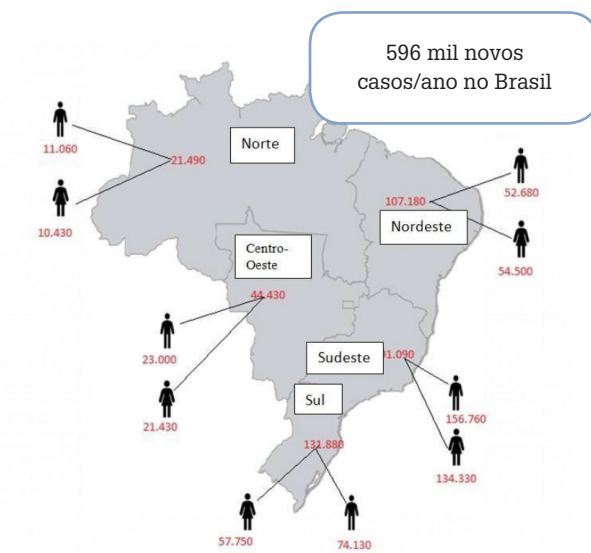 596 mil novos
casos/ano no Brasil
Norte
11.060
21.490
10.430
107.180
52.680
Nordeste
54.500
Centro-
Oeste
44.430
23.000
21.430
Sudeste
1.090
156.760
134.330
Sul
131.880
57.750
74.130